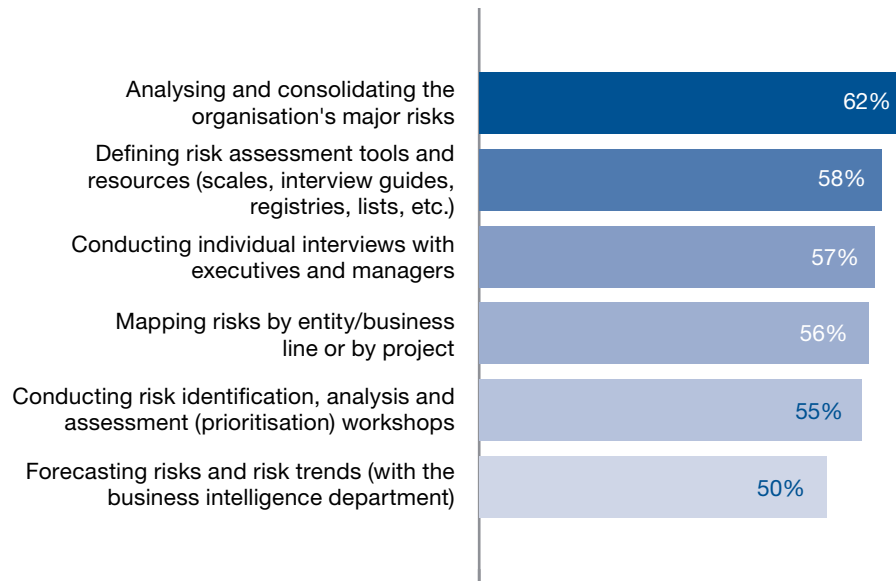 Analysing and consolidating the
organisation's major risks
62%
Defining risk assessment tools and
resources (scales, interview guides,
registries, lists, etc.)
58%
Conducting individual interviews with
executives and managers
57%
Mapping risks by entity/business
line or by project
56%
Conducting risk identification, analysis and
assessment (prioritisation) workshops
55%
Forecasting risks and risk trends (with the
business intelligence department)
50%